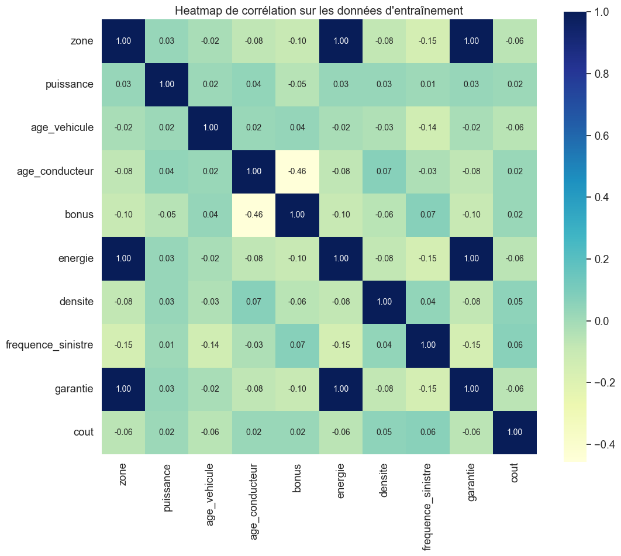 Heatmap de corrélation sur les données d'entraînement
zone 1.00 0.03 -0.02 -0.08 -0.10 1.00 -0.08 -0.15 1.00 -0.06
puissance 0.03 1.00 0.02 0.04 -0.05 0.03 0.03 0.01 0.03 0.02
age_vehicule -0.02 0.02 1.00 0.02 0.04 -0.02 -0.03 -0.14 -0.02 -0.06
age_conducteur -0.08 0.04 0.02 1.00 -0.46 -0.08 0.07 -0.03 -0.08 0.02
bonus -0.10 -0.05 0.04 -0.46 1.00 -0.10 -0.06 0.07 -0.10 0.02
energie 1.00 0.03 -0.02 -0.08 -0.10 1.00 -0.08 -0.15 1.00 -0.06
densite -0.08 0.03 -0.03 0.07 -0.06 -0.08 1.00 0.04 -0.08 0.05
frequence_sinistre -0.15 0.01 -0.14 -0.03 0.07 -0.15 0.04 1.00 -0.15 0.06
garantie 1.00 0.03 -0.02 -0.08 -0.10 1.00 -0.08 -0.15 1.00 -0.06
cout -0.06 0.02 -0.06 0.02 0.02 -0.06 0.05 0.06 -0.06 1.00
zone
puissance
age_vehicule
age_conducteur
bonus
energie
densite
frequence_sinistre
garantie
cout
1.0
0.8
0.6
0.4
0.2
0.0
−0.2
−0.4